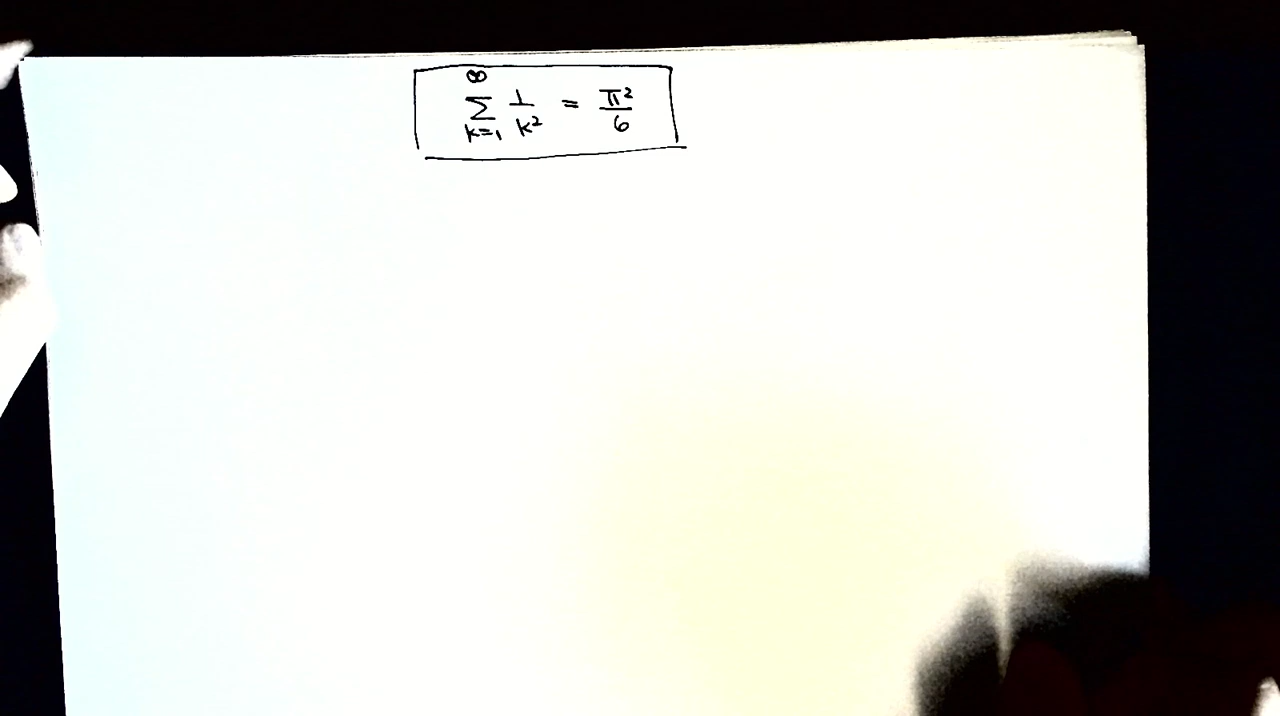 ∞
∑ 1/k² = π²/6
k=1